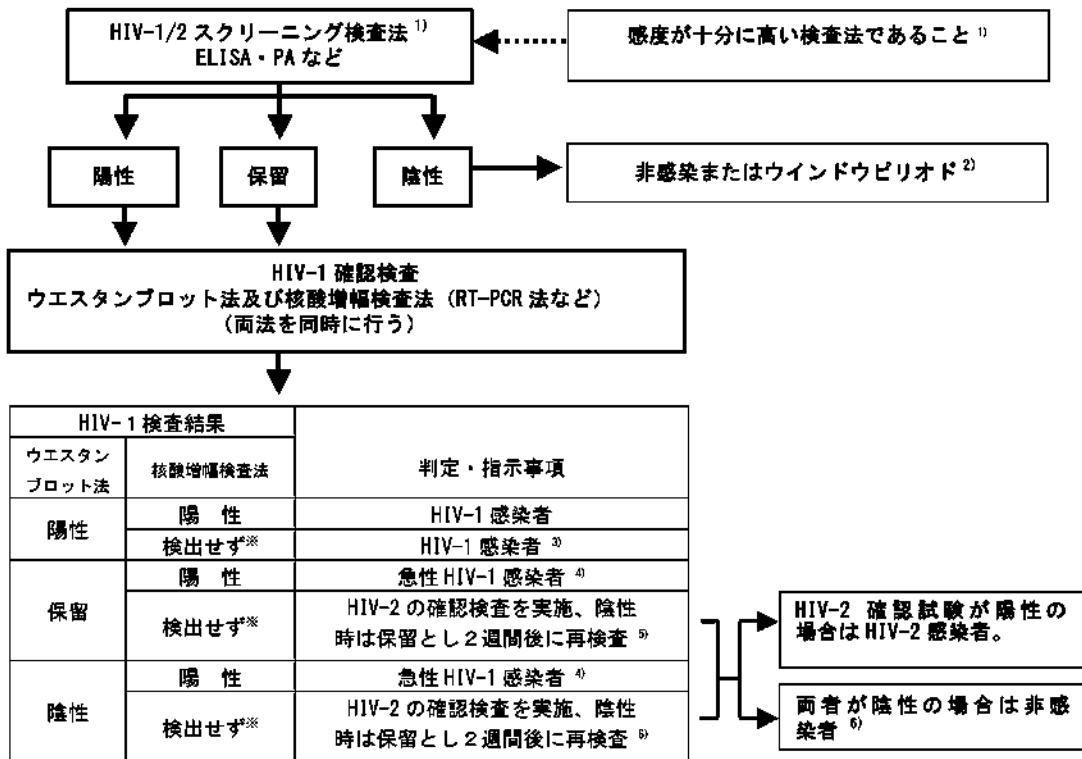 HIV-1/2 スクリーニング検査法 1)
ELISA・PA など
感度が十分に高い検査法であること 1)
陽性
保留
陰性
非感染またはウインドウピリオド 2)
HIV-1 確認検査
ウエスタンブロット法及び核酸増幅検査法（RT-PCR 法など）
（両法を同時に行う）
HIV-1 検査結果
ウエスタン
ブロット法
核酸増幅検査法
判定・指示事項
陽性
陽 性
HIV-1 感染者
検出せず※
HIV-1 感染者 3)
保留
陽 性
急性 HIV-1 感染者 4)
検出せず※
HIV-2 の確認検査を実施、陰性
時は保留とし２週間後に再検査 5)
陰性
陽 性
急性 HIV-1 感染者 4)
検出せず※
HIV-2 の確認検査を実施、陰性
時は保留とし２週間後に再検査 5)
HIV-2 確認試験が陽性の
場合は HIV-2 感染者。
両者が陰性の場合は非感
染者 6)